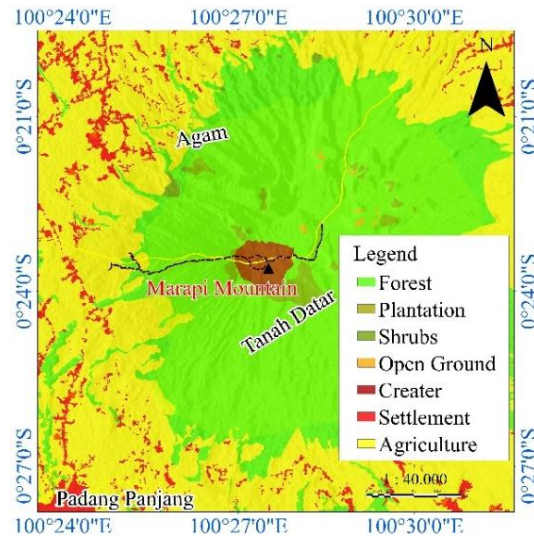 100°24'0"E 100°27'0"E 100°30'0"E
N
0°21'0"S 0°21'0"S
Agam
Legend
Forest
Marapi Mountain
0°24'0"S 0°24'0"S
Plantation
Tanah Datar
Shrubs
Open Ground
Creater
Settlement
Agriculture
0°27'0"S 0°27'0"S
1:40.000
Padang Panjang
100°24'0"E 100°27'0"E 100°30'0"E